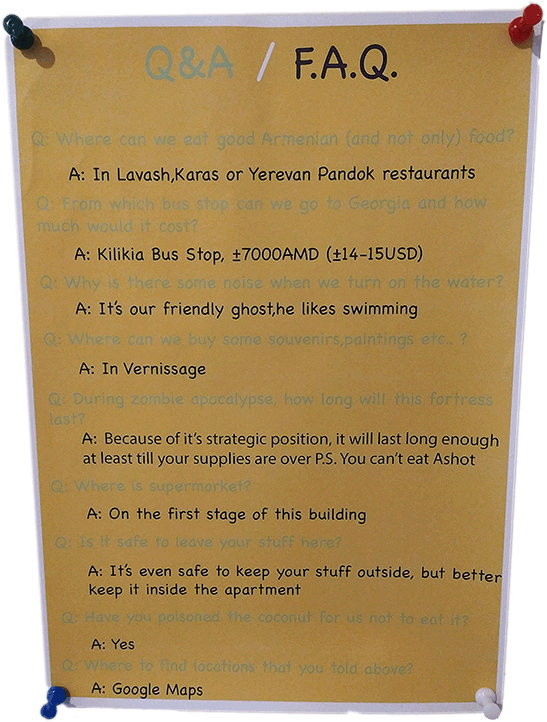 Q&A / F.A.Q.
Q: Where can we eat good Armenian (and not only) food?
A: In Lavash,Karas or Yerevan Pandok restaurants
Q: From which bus stop can we go to Georgia and how
much would it cost?
A: Kilikia Bus Stop, ±7000AMD (±14-15USD)
Q: Why is there some noise when we turn on the water?
A: It's our friendly ghost,he likes swimming
Q: Where can we buy some souvenirs,paintings etc.. ?
A: In Vernissage
Q: During zombie apocalypse, how long will this fortress
last?
A: Because of it's strategic position, it will last long enough
at least till your supplies are over P.S. You can't eat Ashot
Q: Where is supermarket?
A: On the first stage of this building
Q: Is it safe to leave your stuff here?
A: It's even safe to keep your stuff outside, but better
keep it inside the apartment
Q: Have you poisoned the coconut for us not to eat it?
A: Yes
Q: Where to find locations that you told above?
A: Google Maps